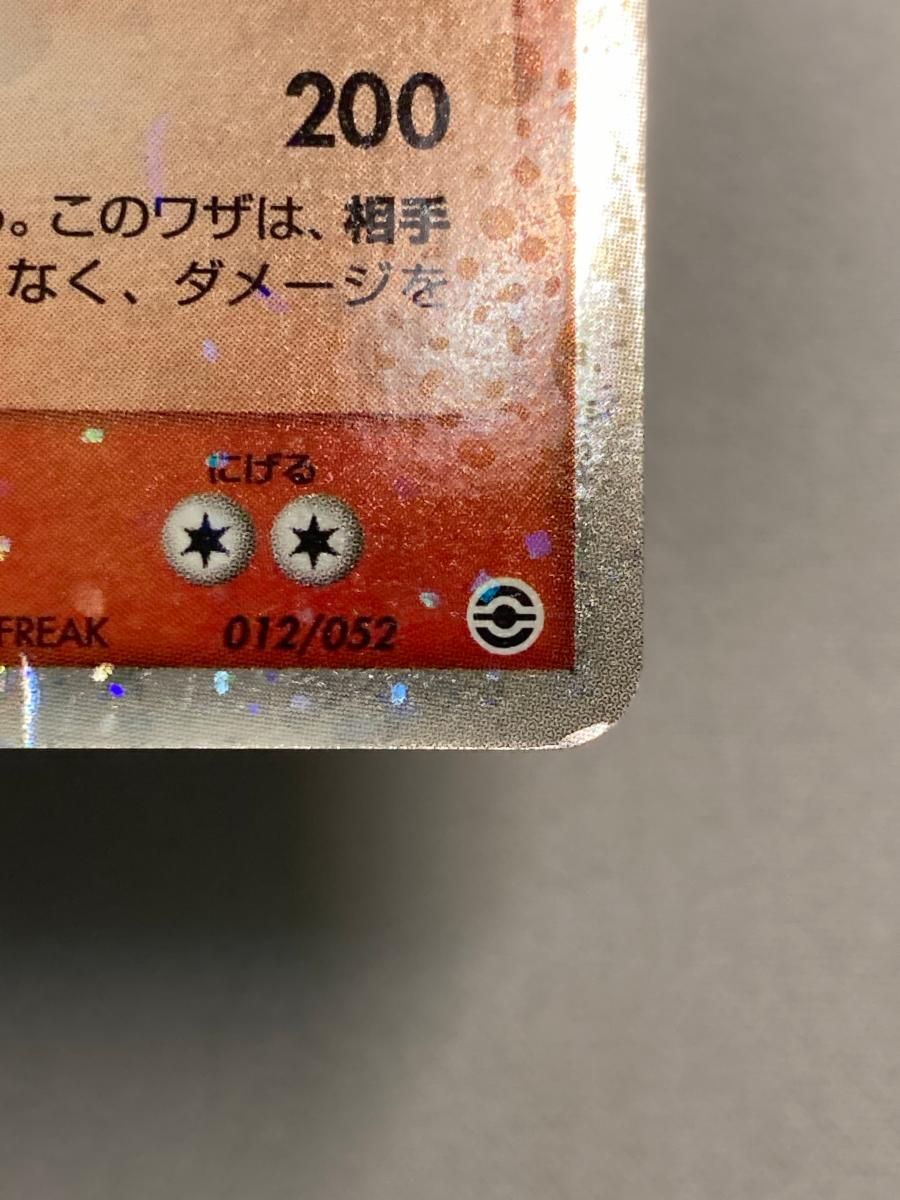 200
。このワザは、相手
なく、ダメージを
にげる
FREAK 012/052